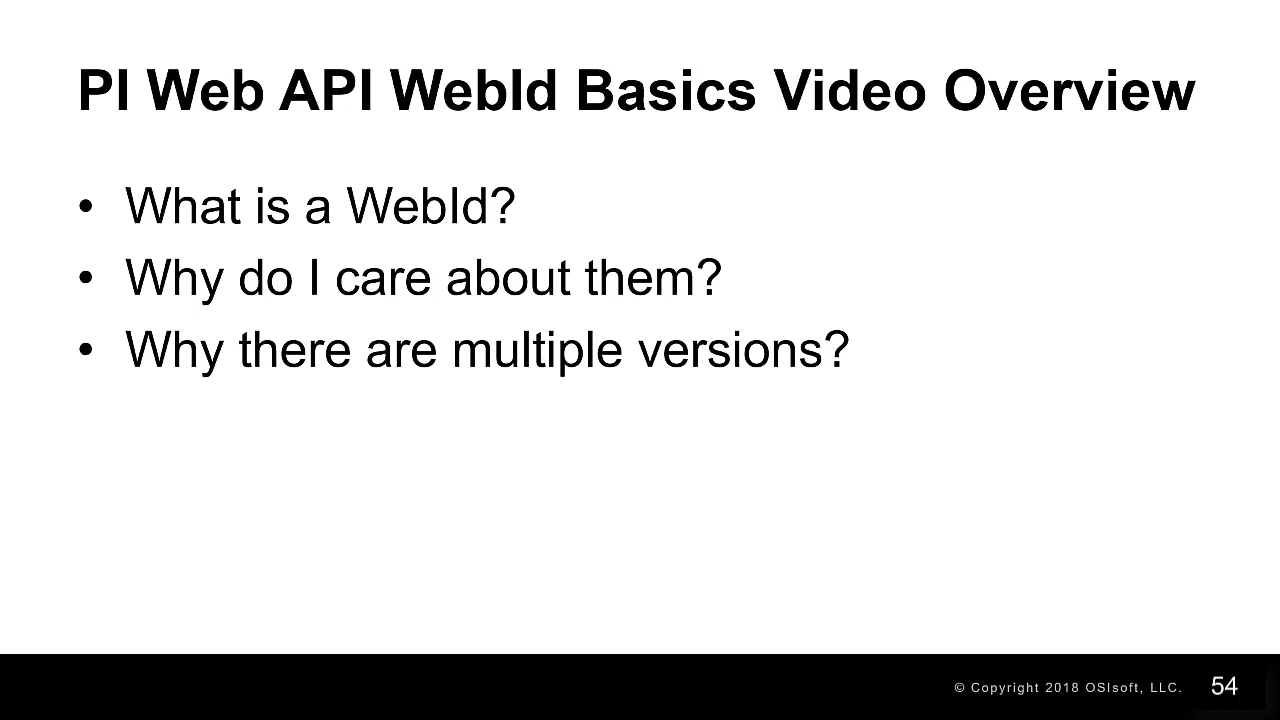 PI Web API WebId Basics Video Overview
• What is a WebId?
• Why do I care about them?
• Why there are multiple versions?
© Copyright 2018 OSIsoft, LLC. 54